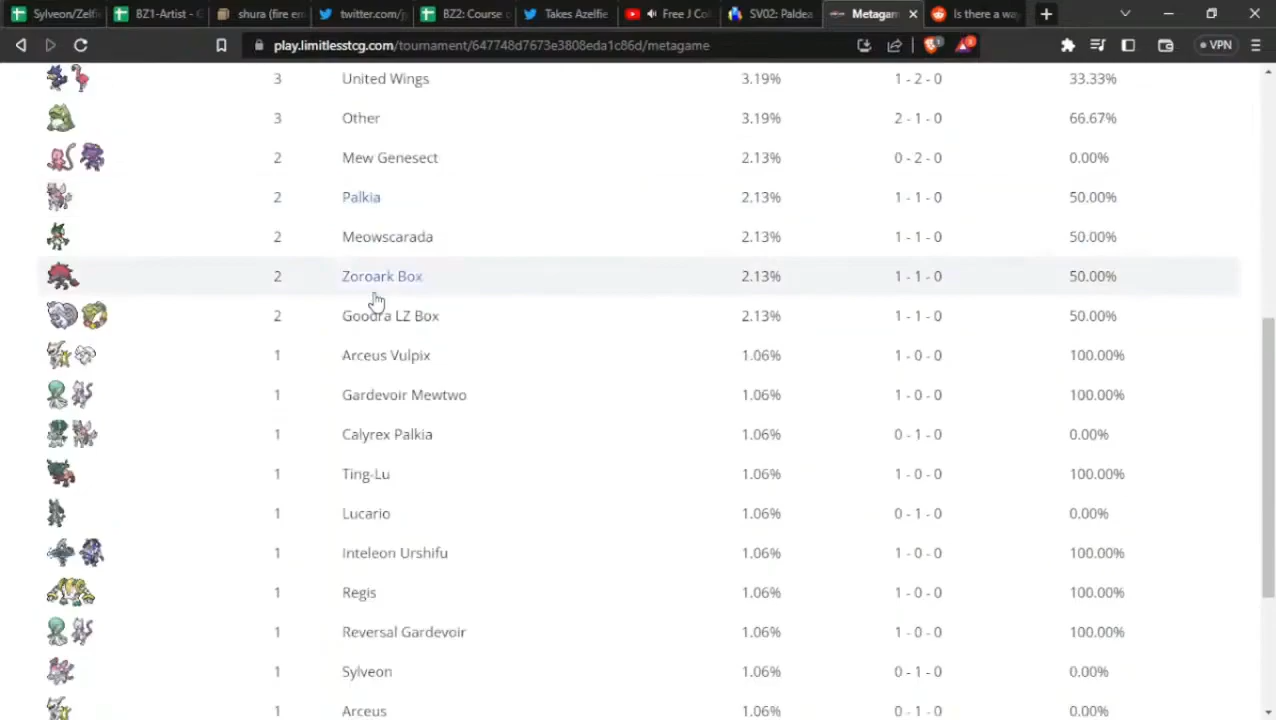 Sylveon/Zelfi
BZ1-Artist - C
shura (fire em
twitter.com/p
BZ2: Course o
Takes Azelfie
Free J Co
SV02: Paldea
Metagam
Is there a way
play.limitlesstcg.com/tournament/647748d7673e3808eda1c86d/metagame
VPN
3 United Wings 3.19% 1 - 2 - 0 33.33%
3 Other 3.19% 2 - 1 - 0 66.67%
2 Mew Genesect 2.13% 0 - 2 - 0 0.00%
2 Palkia 2.13% 1 - 1 - 0 50.00%
2 Meowscarada 2.13% 1 - 1 - 0 50.00%
2 Zoroark Box 2.13% 1 - 1 - 0 50.00%
2 Goodra LZ Box 2.13% 1 - 1 - 0 50.00%
1 Arceus Vulpix 1.06% 1 - 0 - 0 100.00%
1 Gardevoir Mewtwo 1.06% 1 - 0 - 0 100.00%
1 Calyrex Palkia 1.06% 0 - 1 - 0 0.00%
1 Ting-Lu 1.06% 1 - 0 - 0 100.00%
1 Lucario 1.06% 0 - 1 - 0 0.00%
1 Inteleon Urshifu 1.06% 1 - 0 - 0 100.00%
1 Regis 1.06% 1 - 0 - 0 100.00%
1 Reversal Gardevoir 1.06% 1 - 0 - 0 100.00%
1 Sylveon 1.06% 0 - 1 - 0 0.00%
1 Arceus 1.06% 0 - 1 - 0 0.00%